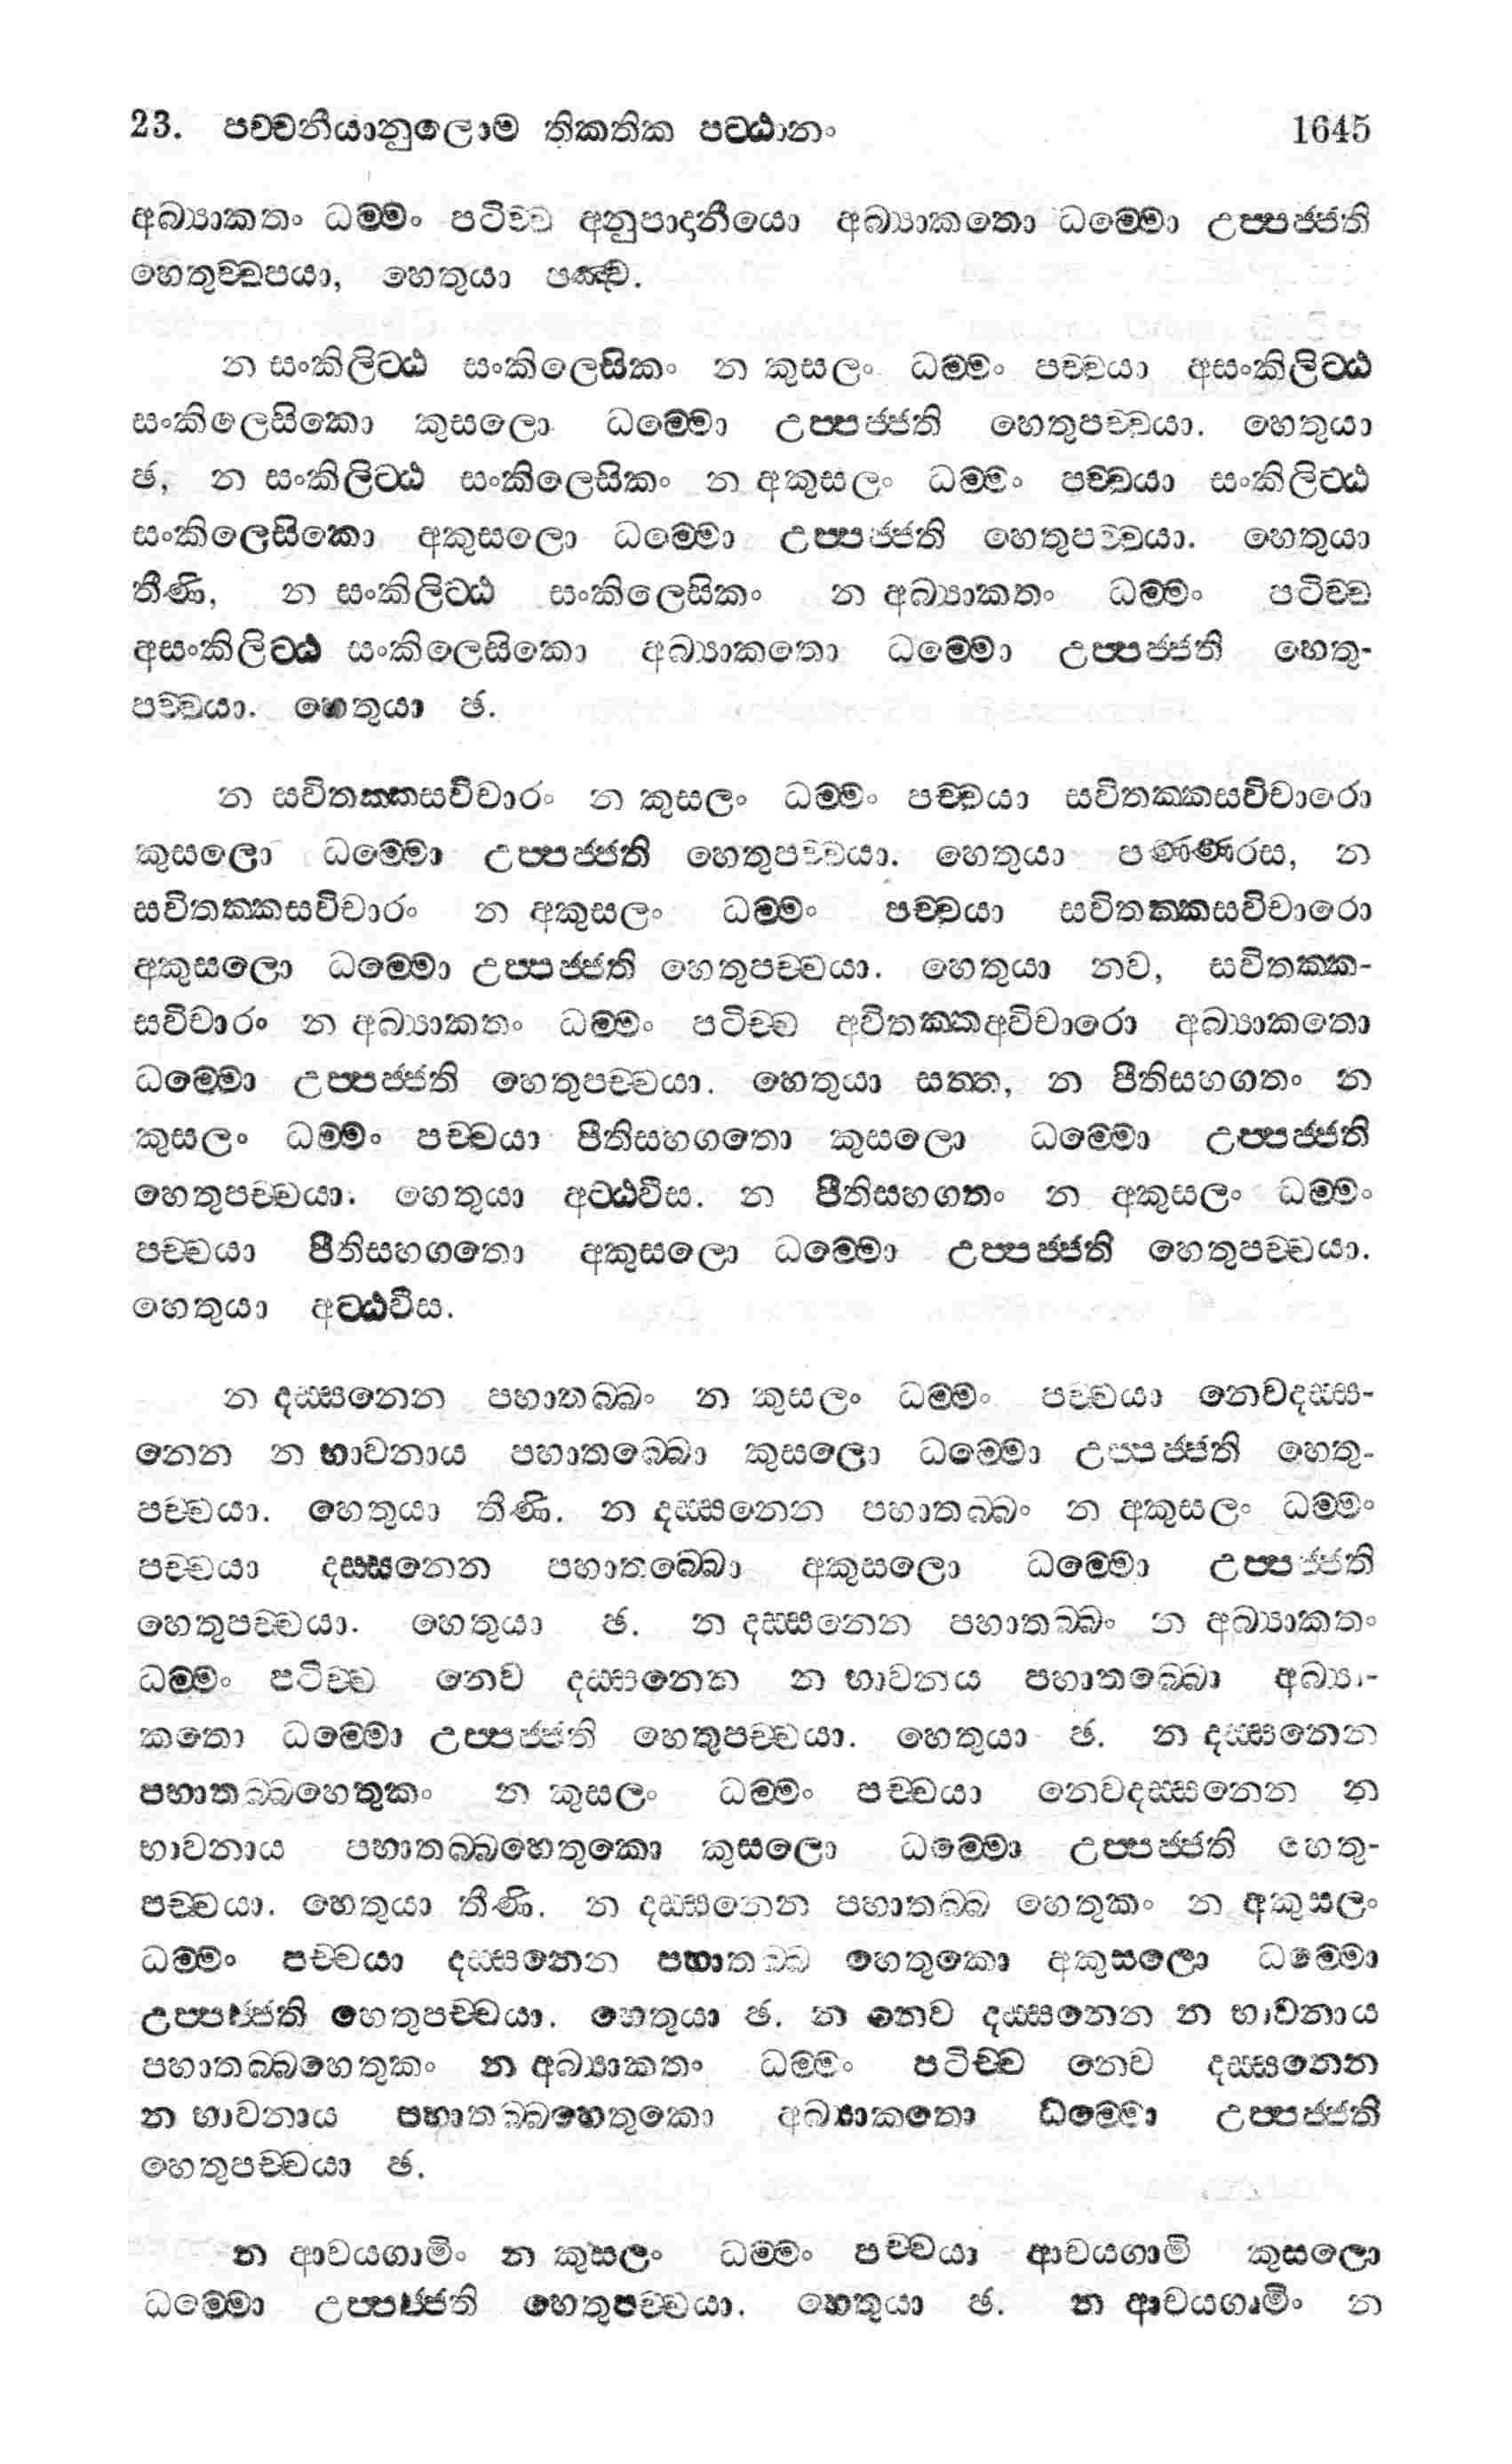 23. පච්චනීයානුලොම තිකතික පට්ඨානං 1645
අබ්‍යාකතං ධම්මං පටිච්ච අනුපාදානීයො අබ්‍යාකතො ධම්මො උප්පජ්ජති
හෙතුච්චපයා, හෙතුයා පඤ්ච.
න සංකිලිට්ඨ සංකිලෙසිකං න කුසලං ධම්මං පච්චයා අසංකිලිට්ඨ
සංකිලෙසිකො කුසලො ධම්මො උප්පජ්ජති හෙතුපච්චයා. හෙතුයා
ඡ, න සංකිලිට්ඨ සංකිලෙසිකං න අකුසලං ධම්මං පච්චයා සංකිලිට්ඨ
සංකිලෙසිකො අකුසලො ධම්මො උප්පජ්ජති හෙතුපච්චයා. හෙතුයා
තීණි, න සංකිලිට්ඨ සංකිලෙසිකං න අබ්‍යාකතං ධම්මං පටිච්ච
අසංකිලිට්ඨ සංකිලෙසිකො අබ්‍යාකතො ධම්මො උප්පජ්ජති හෙතු-
පච්චයා. හෙතුයා ඡ.
න සවිතක්කසවිචාරං න කුසලං ධම්මං පච්චයා සවිතක්කසවිචාරො
කුසලො ධම්මො උප්පජ්ජති හෙතුපච්චයා. හෙතුයා පණ්ණරස, න
සවිතක්කසවිචාරං න අකුසලං ධම්මං පච්චයා සවිතක්කසවිචාරො
අකුසලො ධම්මො උප්පජ්ජති හෙතුපච්චයා. හෙතුයා නව, සවිතක්ක-
සවිචාරං න අබ්‍යාකතං ධම්මං පටිච්ච අවිතක්කඅවිචාරො අබ්‍යාකතො
ධම්මො උප්පජ්ජති හෙතුපච්චයා. හෙතුයා සත්ත, න පීතිසහගතං න
කුසලං ධම්මං පච්චයා පීතිසහගතො කුසලො ධම්මො උප්පජ්ජති
හෙතුපච්චයා. හෙතුයා අට්ඨවීස. න පීතිසහගතං න අකුසලං ධම්මං
පච්චයා පීතිසහගතො අකුසලො ධම්මො උප්පජ්ජති හෙතුපච්චයා.
හෙතුයා අට්ඨවීස.
න දස්සනෙන පහාතබ්බං න කුසලං ධම්මං පච්චයා නෙවදස්ස-
නෙන න භාවනාය පහාතබ්බො කුසලො ධම්මො උප්පජ්ජති හෙතු-
පච්චයා. හෙතුයා තීණි. න දස්සනෙන පහාතබ්බං න අකුසලං ධම්මං
පච්චයා දස්සනෙන පහාතබ්බො අකුසලො ධම්මො උප්පජ්ජති
හෙතුපච්චයා. හෙතුයා ඡ. න දස්සනෙන පහාතබ්බං න අබ්‍යාකතං
ධම්මං පටිච්ච නෙව දස්සනෙන න භාවනය පහාතබ්බො අබ්‍යා-
කතො ධම්මො උප්පජ්ජති හෙතුපච්චයා. හෙතුයා ඡ. න දස්සනෙන
පහාතබ්බහෙතුකං න කුසලං ධම්මං පච්චයා නෙවදස්සනෙන න
භාවනාය පහාතබ්බහෙතුකො කුසලො ධම්මො උප්පජ්ජති හෙතු-
පච්චයා. හෙතුයා තීණි. න දස්සනෙන පහාතබ්බ හෙතුකං න අකුසලං
ධම්මං පච්චයා දස්සනෙන පහාතබ්බ හෙතුකො අකුසලො ධම්මො
උප්පජ්ජති හෙතුපච්චයා. හෙතුයා ඡ. න නෙව දස්සනෙන න භාවනාය
පහාතබ්බහෙතුකං න අබ්‍යාකතං ධම්මං පටිච්ච නෙව දස්සනෙන
න භාවනාය පහාතබ්බහෙතුකො අබ්‍යාකතො ධම්මො උප්පජ්ජති
හෙතුපච්චයා ඡ.
න ආචයගාමිං න කුසලං ධම්මං පච්චයා ආචයගාමි කුසලො
ධම්මො උප්පජ්ජති හෙතුපච්චයා. හෙතුයා ඡ. න ආචයගාමිං න